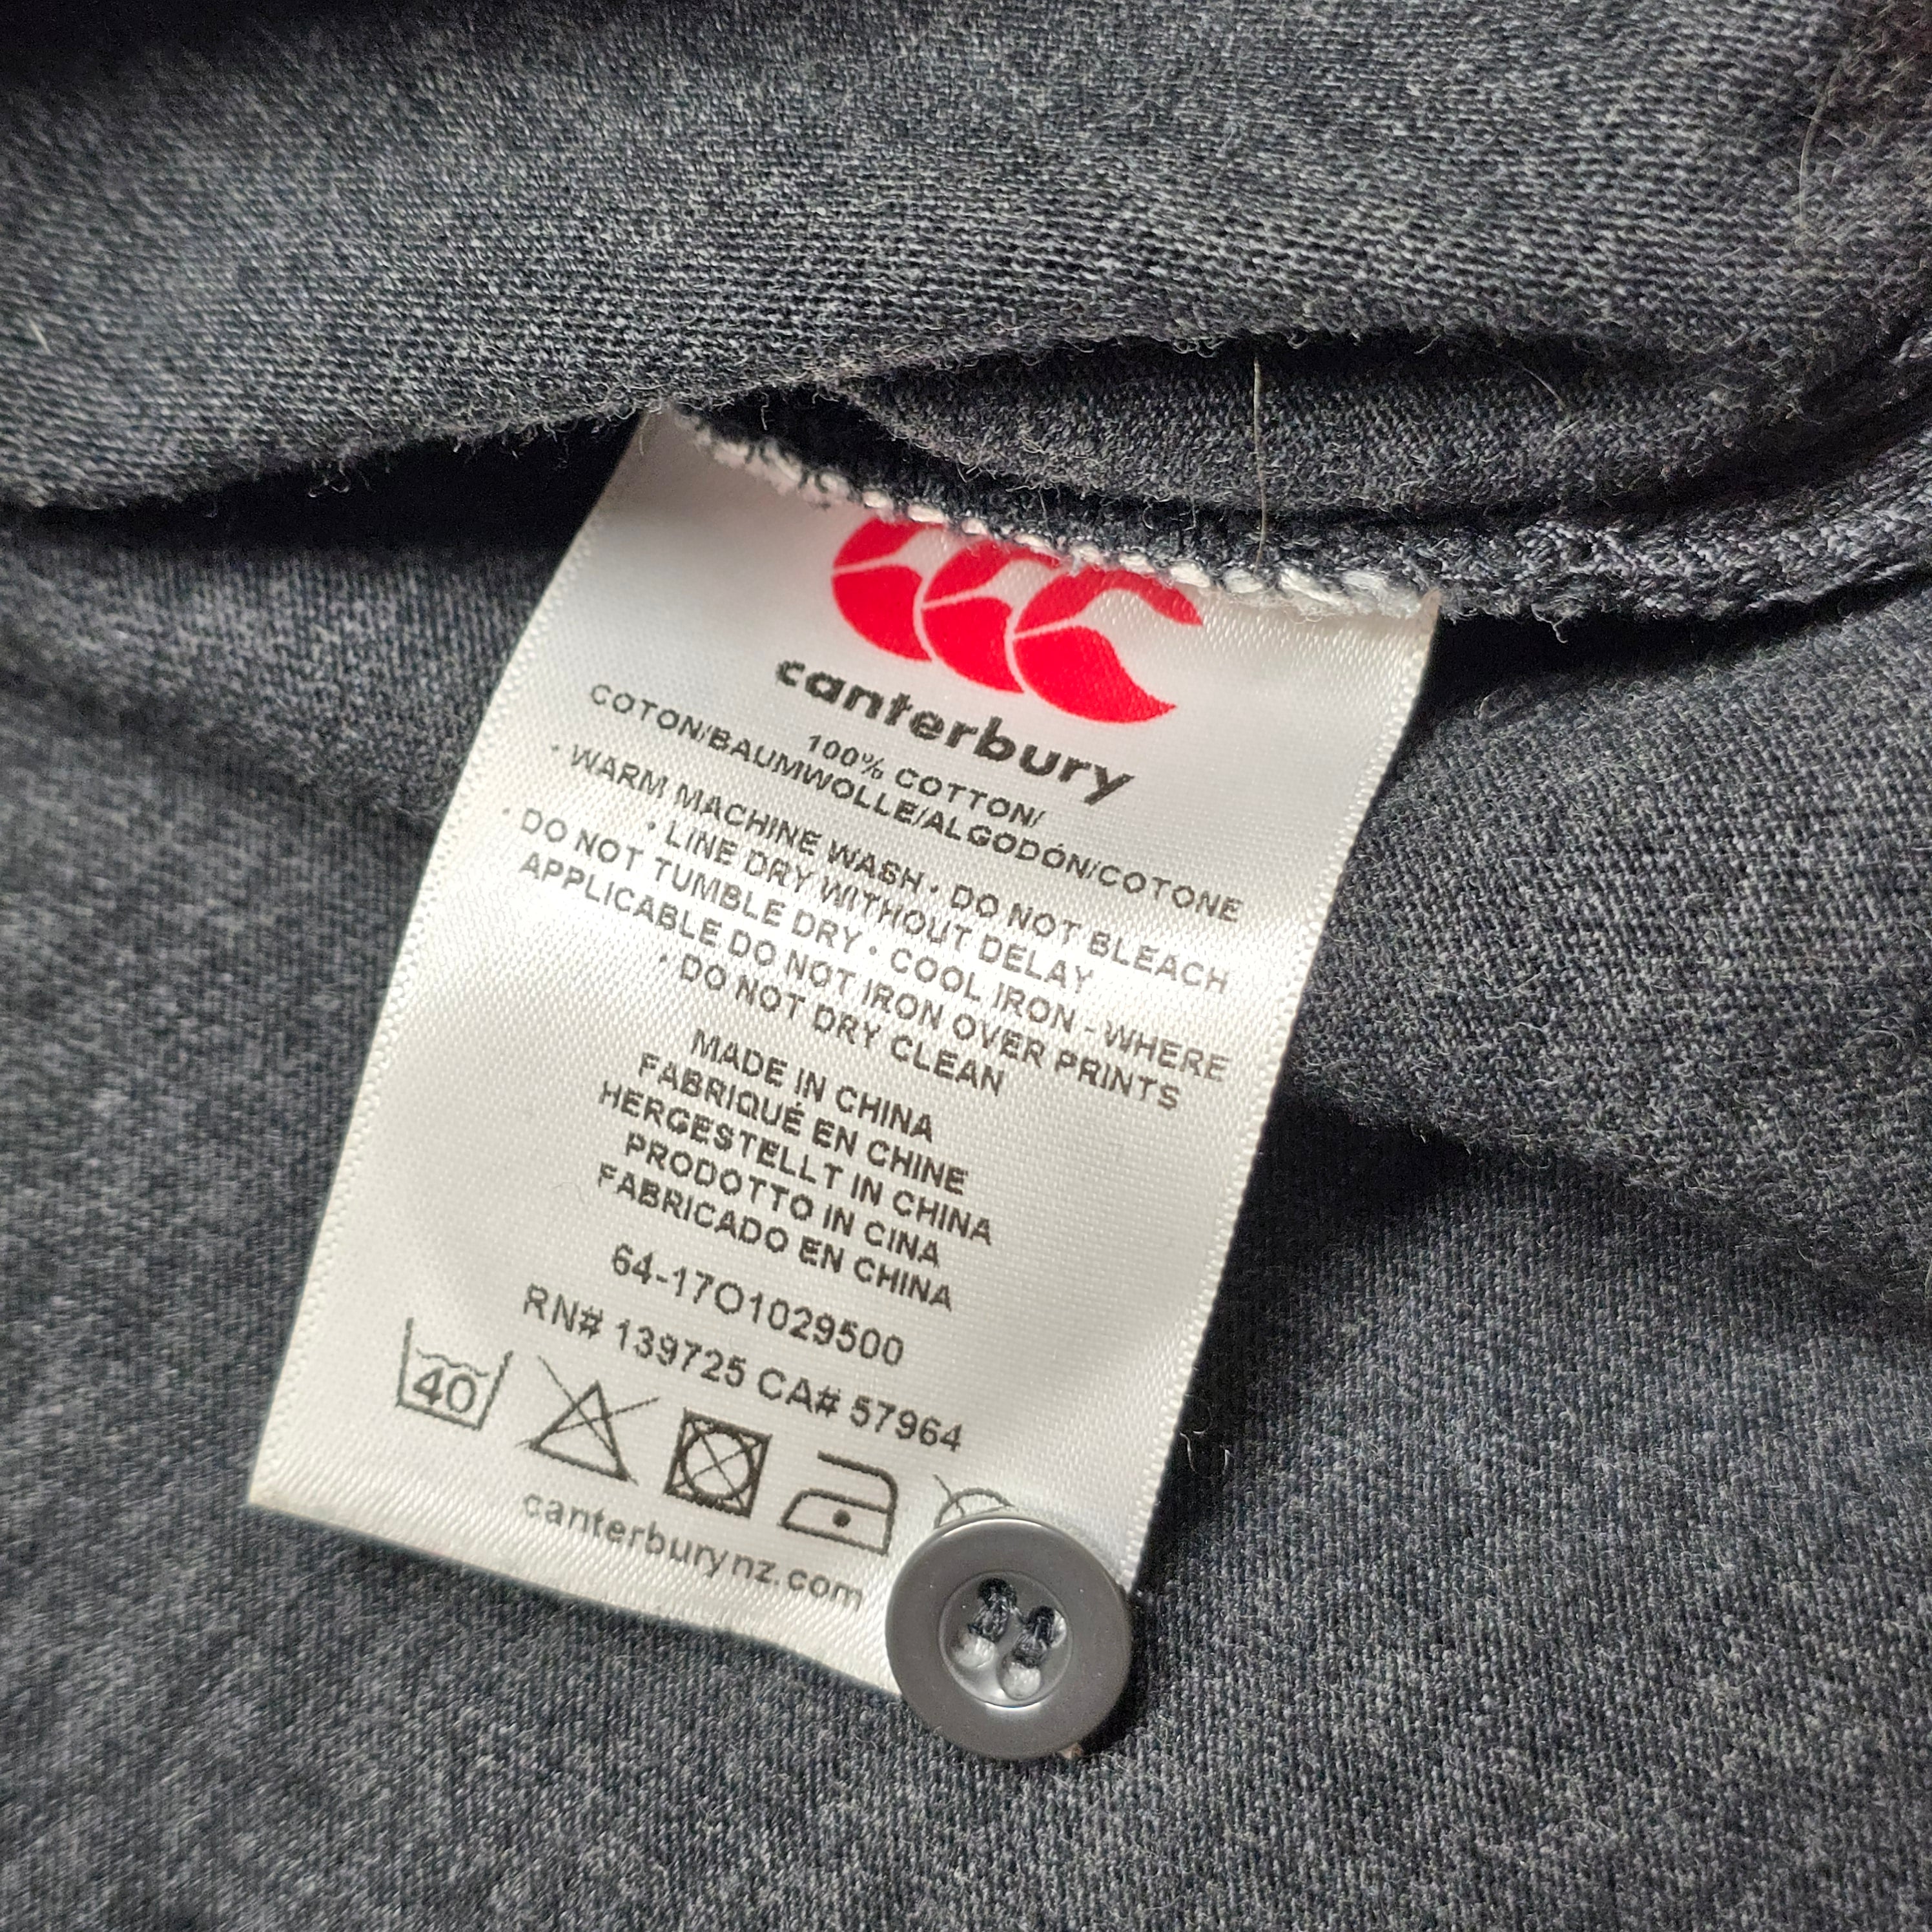 canterbury
100% COTTON/
COTON/BAUMWOLLE/ALGODÓN/COTONE
• WARM MACHINE WASH • DO NOT BLEACH
• LINE DRY WITHOUT DELAY
• DO NOT TUMBLE DRY • COOL IRON - WHERE
APPLICABLE DO NOT IRON OVER PRINTS
• DO NOT DRY CLEAN
MADE IN CHINA
FABRIQUÉ EN CHINE
HERGESTELLT IN CHINA
PRODOTTO IN CINA
FABRICADO EN CHINA
64-17O1029500
RN# 139725 CA# 57964
40
canterburynz.com